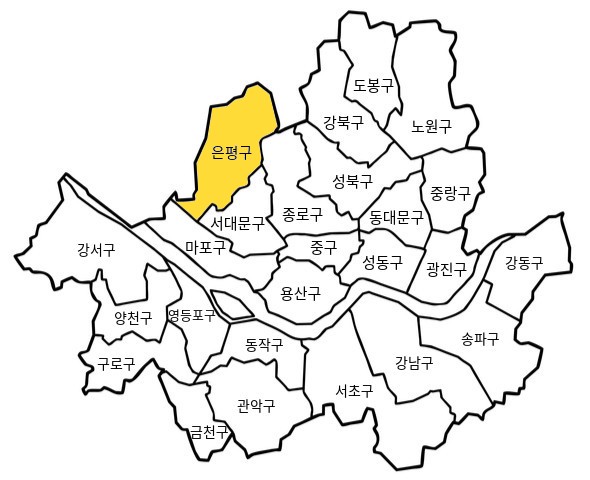 도봉구
강북구
노원구
은평구
성북구
중랑구
서대문구
종로구
동대문구
강서구
마포구
중구
성동구
광진구
강동구
용산구
양천구
영등포구
동작구
송파구
구로구
강남구
서초구
관악구
금천구